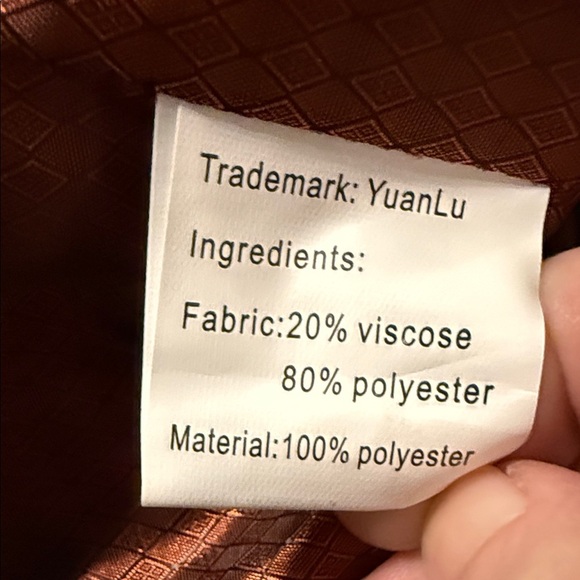 Trademark: YuanLu
Ingredients:
Fabric:20% viscose
80% polyester
Material:100% polyester